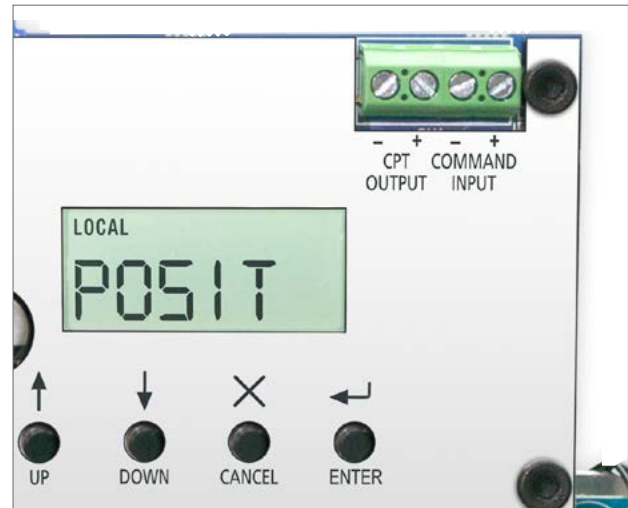 - + - +
CPT COMMAND
OUTPUT INPUT
LOCAL
POSIT
UP DOWN CANCEL ENTER